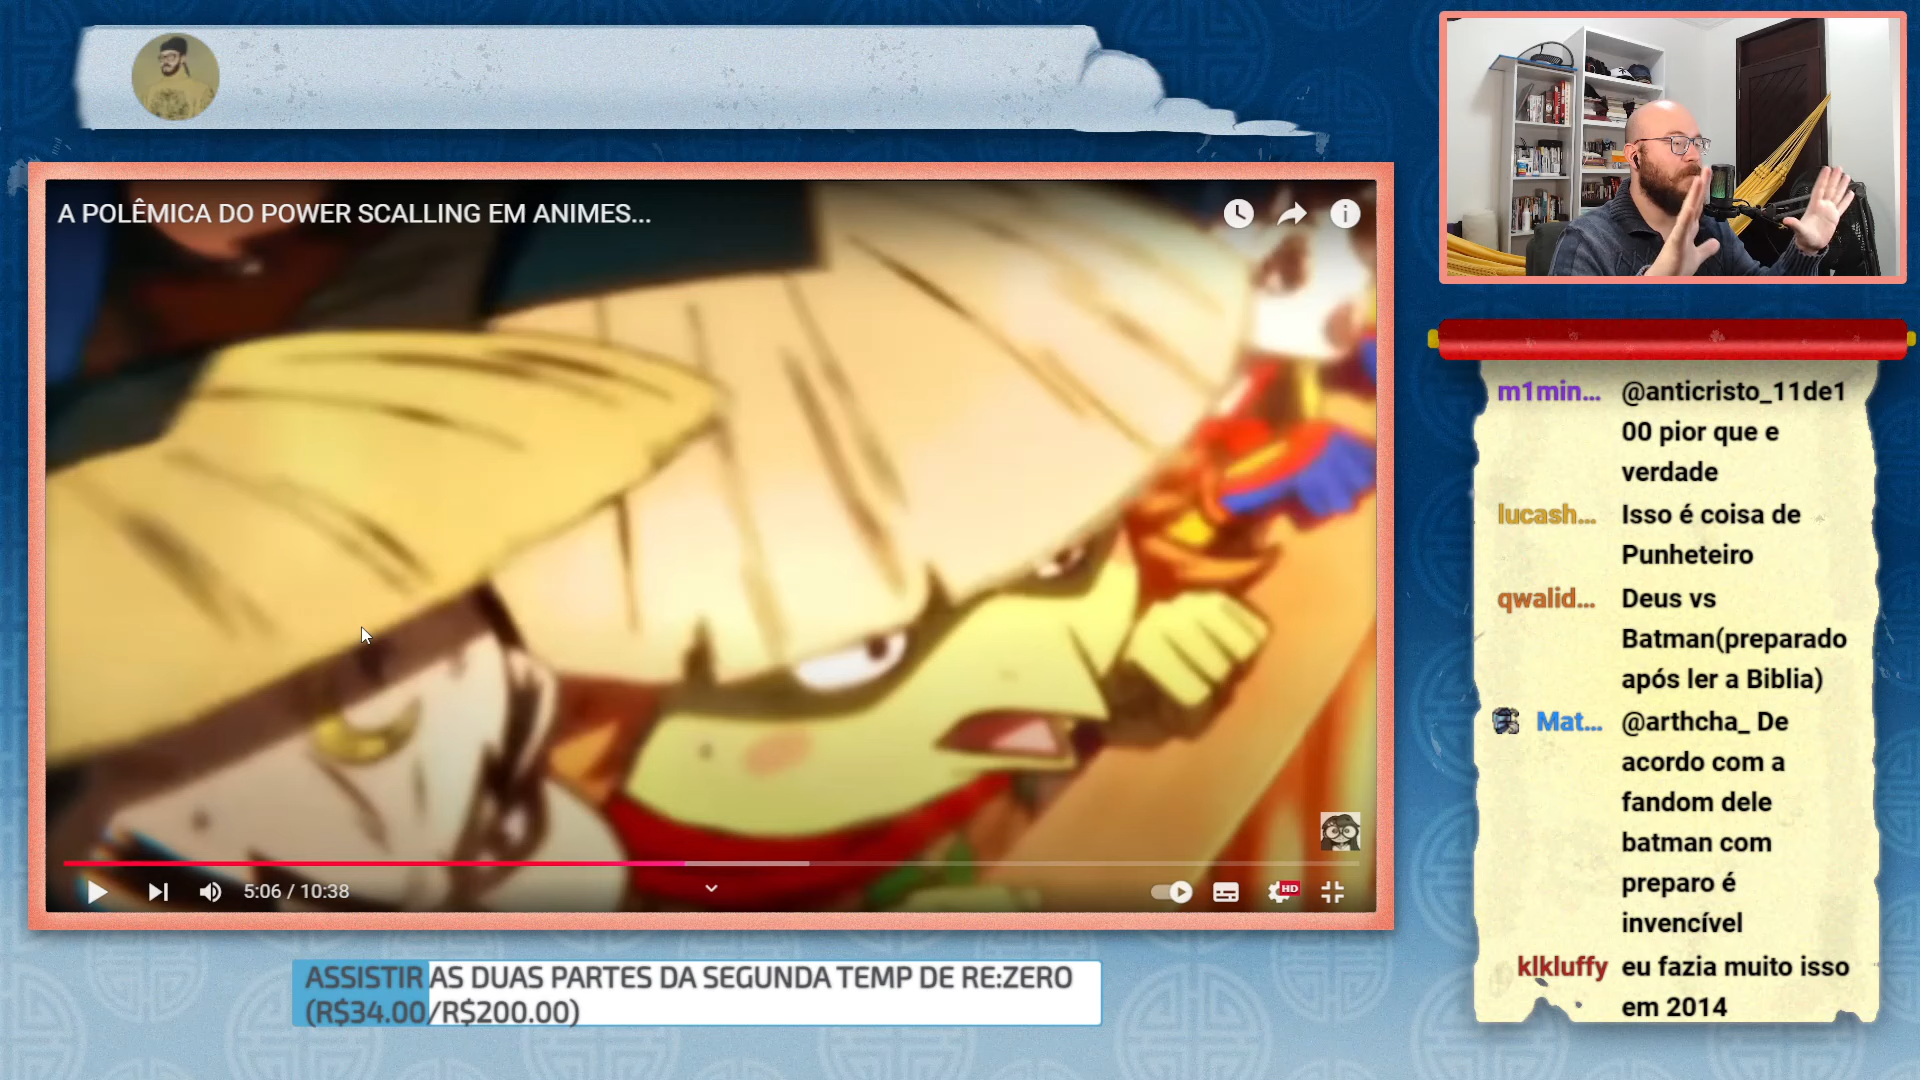 A POLÊMICA DO POWER SCALLING EM ANIMES...
5:06 / 10:38
HD
ASSISTIR AS DUAS PARTES DA SEGUNDA TEMP DE RE:ZERO
(R$34.00/R$200.00)
m1min... @anticristo_11de1
00 pior que e
verdade
lucash... Isso é coisa de
Punheteiro
qwalid... Deus vs
Batman(preparado
após ler a Biblia)
Mat... @arthcha_ De
acordo com a
fandom dele
batman com
preparo é
invencível
klkluffy eu fazia muito isso
em 2014